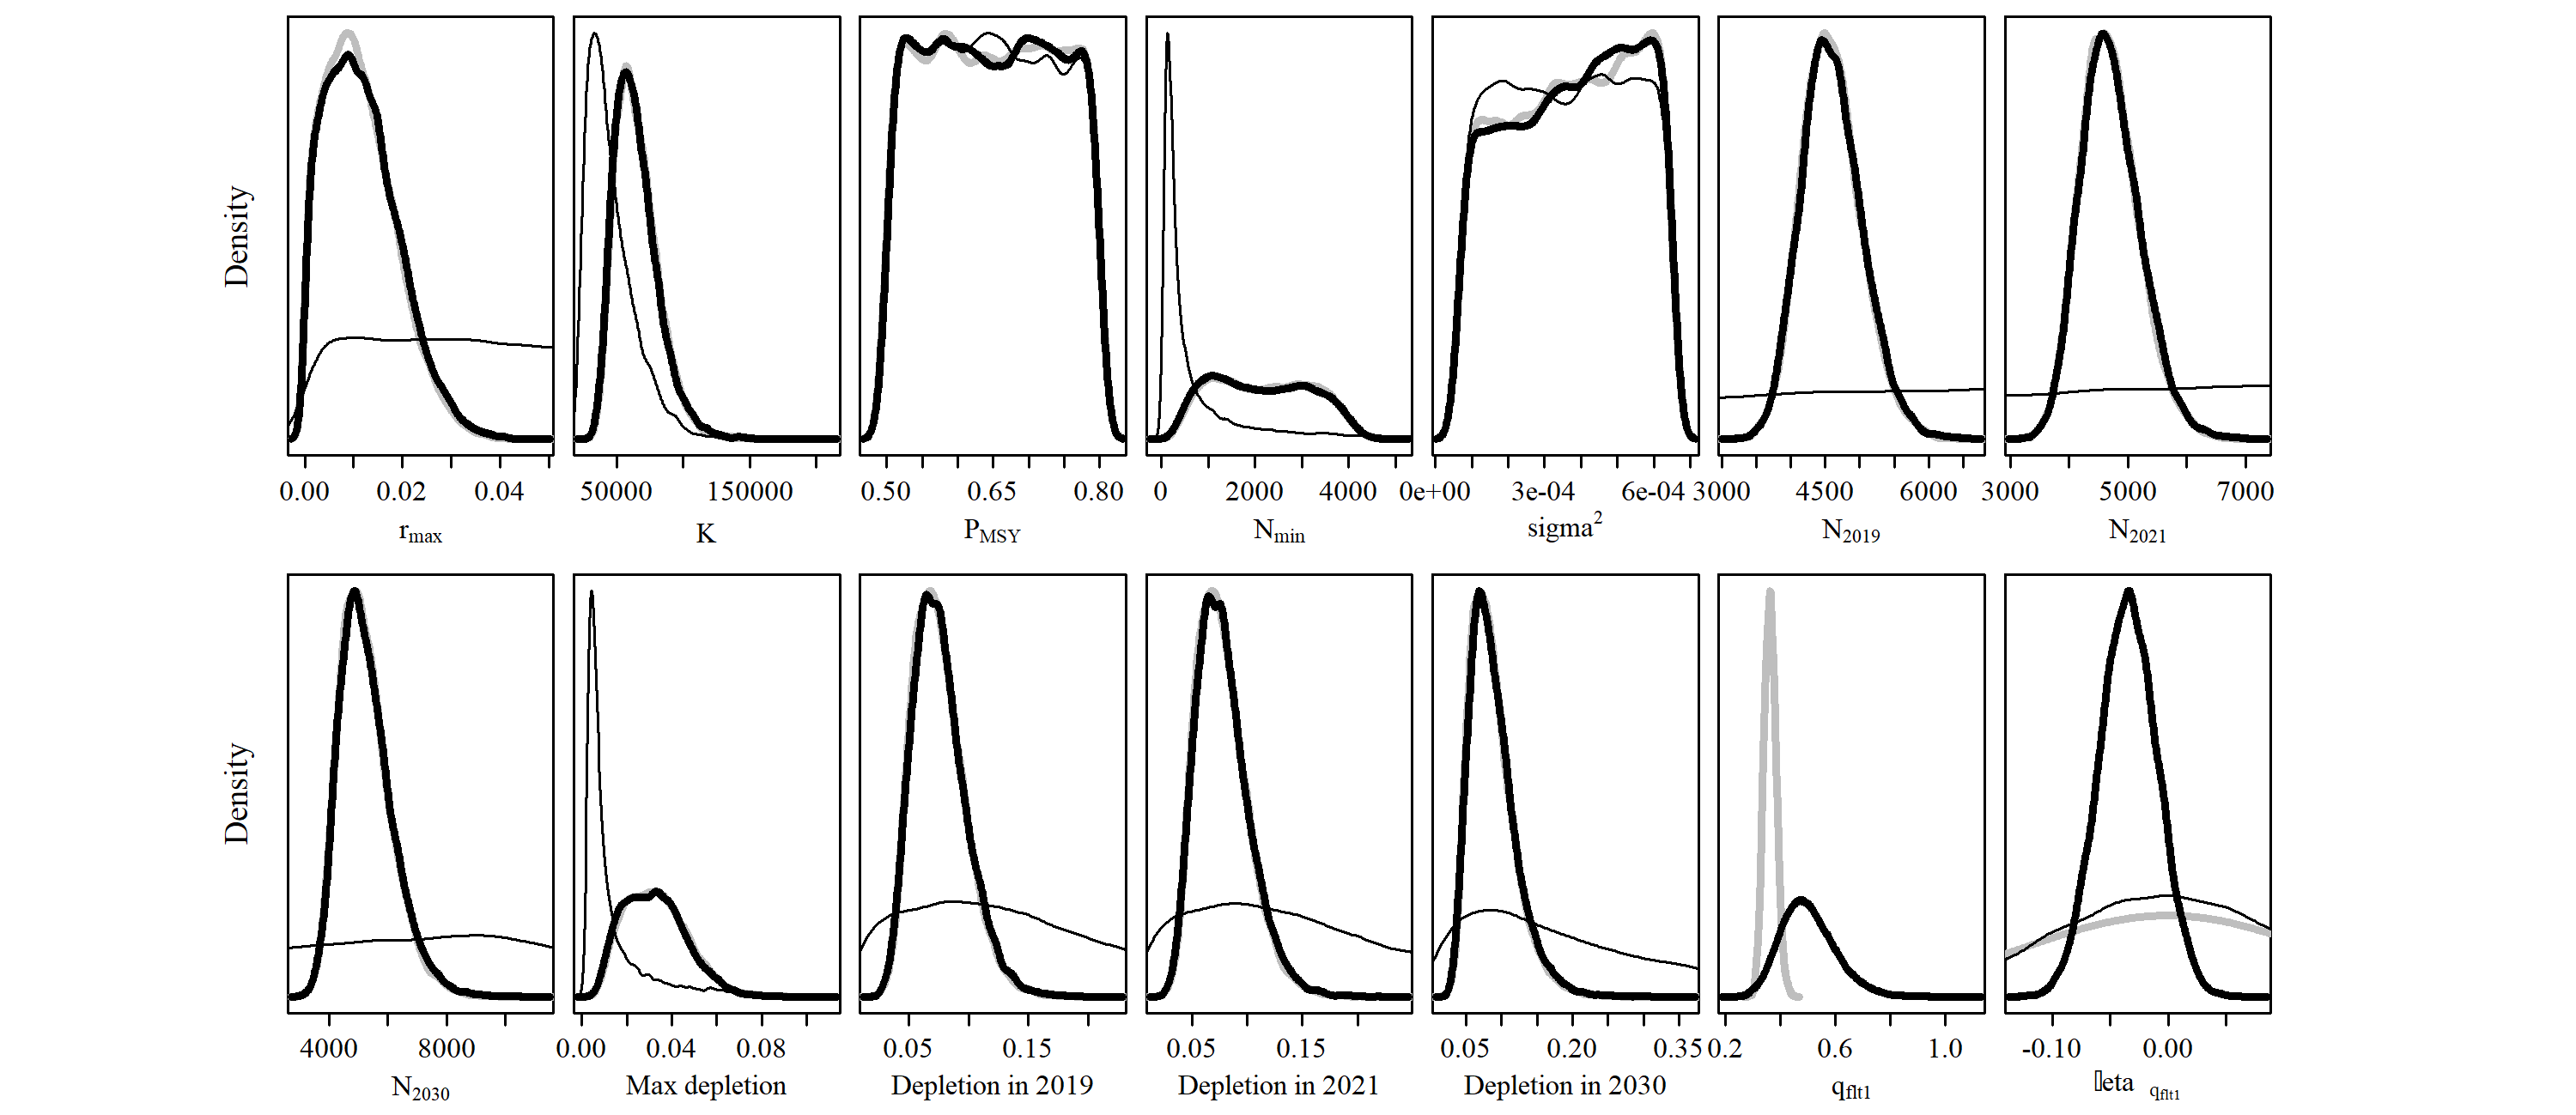 Density
0.00 0.02 0.04 50000 150000 0.50 0.65 0.80 0 2000 4000 0e+00 3e-04 6e-04 3000 4500 6000 3000 5000 7000
rmax K PMSY Nmin sigma2 N2019 N2021
Density
4000 8000 0.00 0.04 0.08 0.05 0.15 0.05 0.15 0.05 0.20 0.35 0.2 0.6 1.0 -0.10 0.00
N2030 Max depletion Depletion in 2019 Depletion in 2021 Depletion in 2030 qflt1 eta qflt1